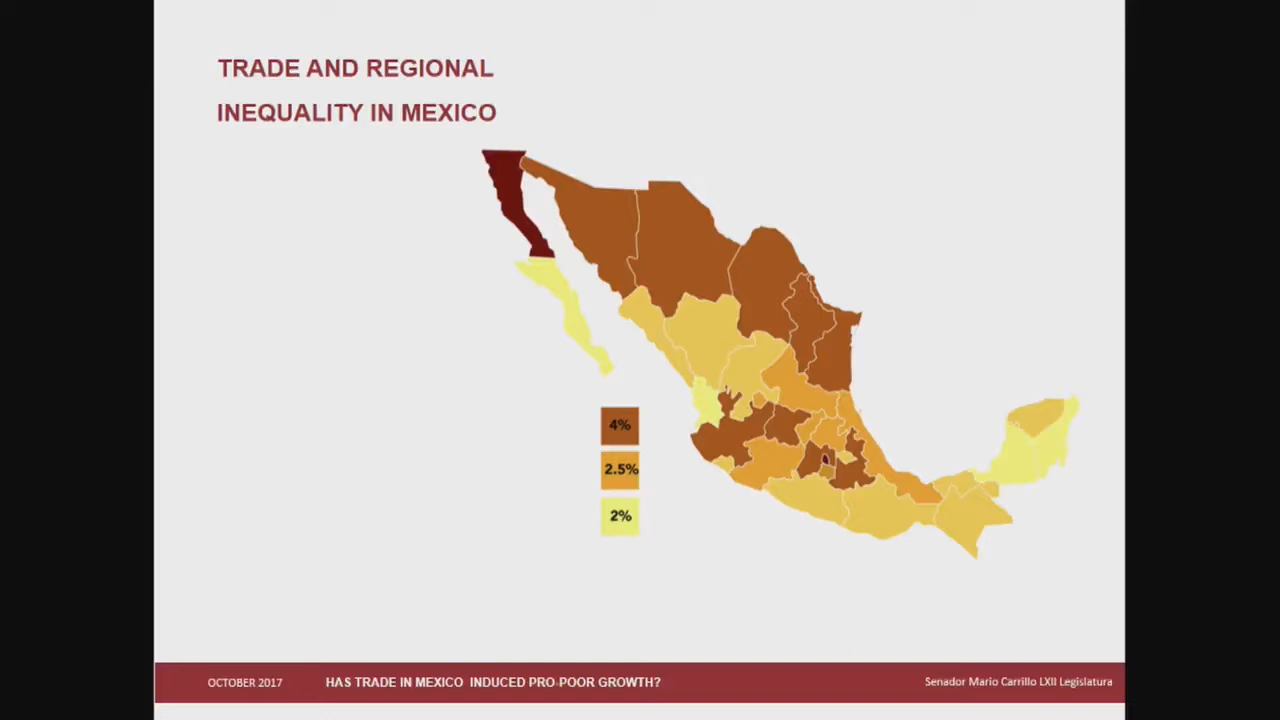 TRADE AND REGIONAL
INEQUALITY IN MEXICO
4%
2.5%
2%
OCTOBER 2017 HAS TRADE IN MEXICO INDUCED PRO-POOR GROWTH? Senador Mario Carrillo LXII Legislatura